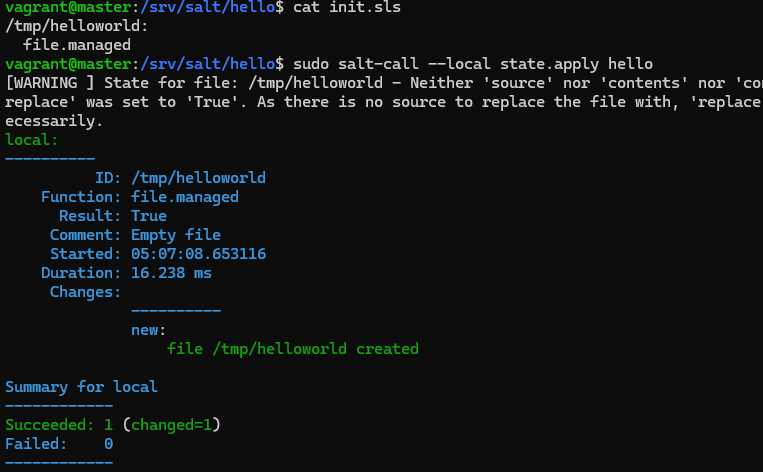 vagrant@master:/srv/salt/hello$ cat init.sls
/tmp/helloworld:
  file.managed
vagrant@master:/srv/salt/hello$ sudo salt-call --local state.apply hello
[WARNING ] State for file: /tmp/helloworld - Neither 'source' nor 'contents' nor 'con
replace' was set to 'True'. As there is no source to replace the file with, 'replace
ecessarily.
local:
----------
          ID: /tmp/helloworld
    Function: file.managed
      Result: True
     Comment: Empty file
     Started: 05:07:08.653116
    Duration: 16.238 ms
     Changes:
              ----------
              new:
                  file /tmp/helloworld created

Summary for local
------------
Succeeded: 1 (changed=1)
Failed:    0
------------